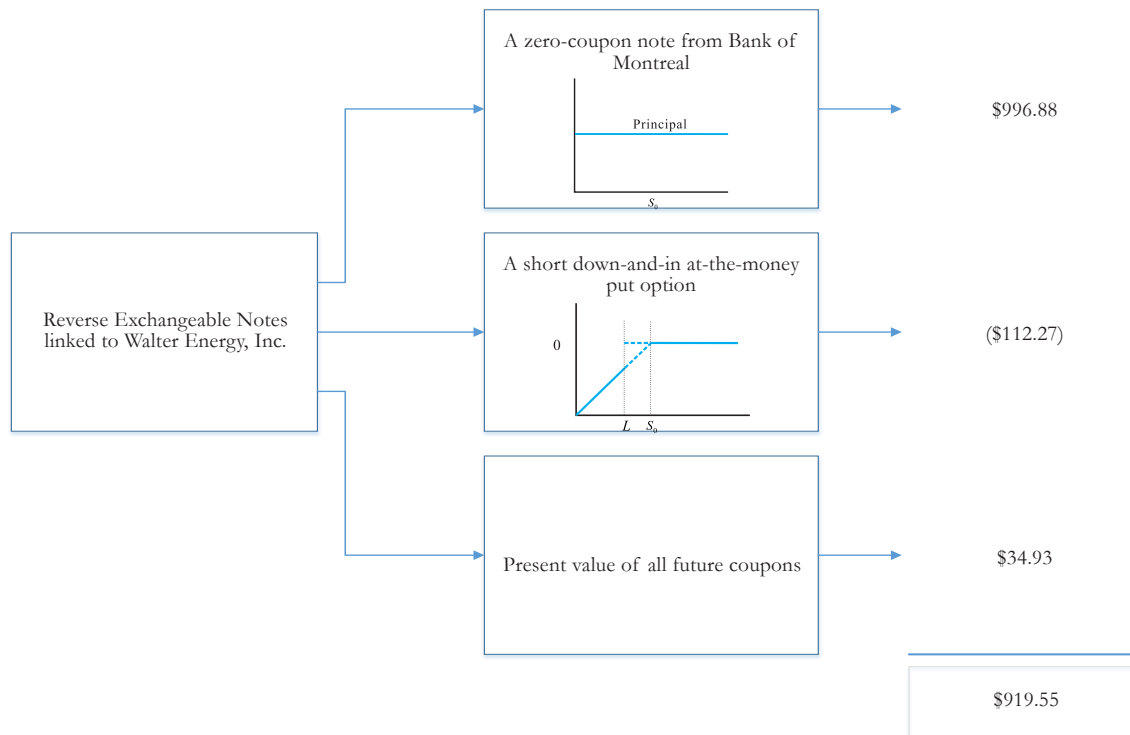 A zero-coupon note from Bank of
Montreal
Principal
S₀
$996.88
Reverse Exchangeable Notes
linked to Walter Energy, Inc.
A short down-and-in at-the-money
put option
0
L S₀
($112.27)
Present value of all future coupons
$34.93
$919.55